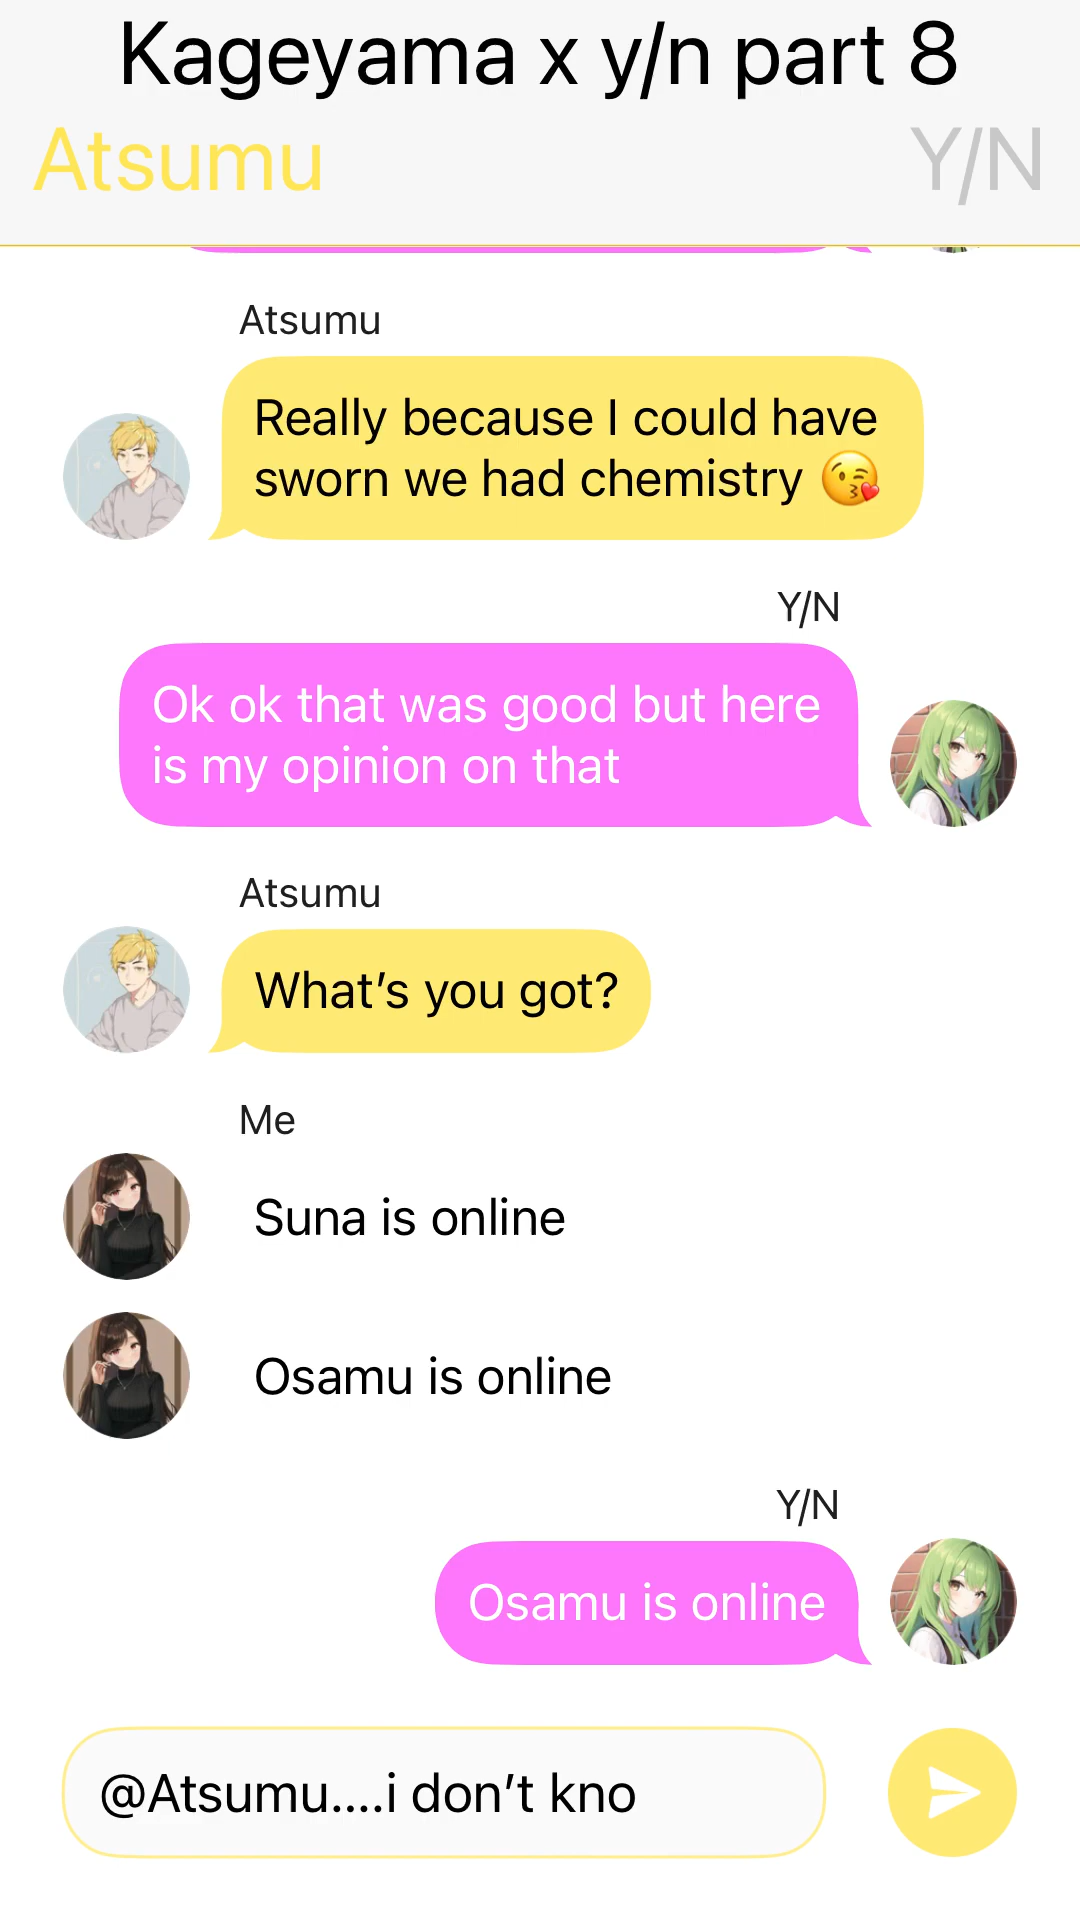 Kageyama x y/n part 8
Atsumu
Y/N
Atsumu
Really because I could have
sworn we had chemistry 😘
Y/N
Ok ok that was good but here
is my opinion on that
Atsumu
What’s you got?
Me
Suna is online
Osamu is online
Y/N
Osamu is online
@Atsumu....i don’t kno